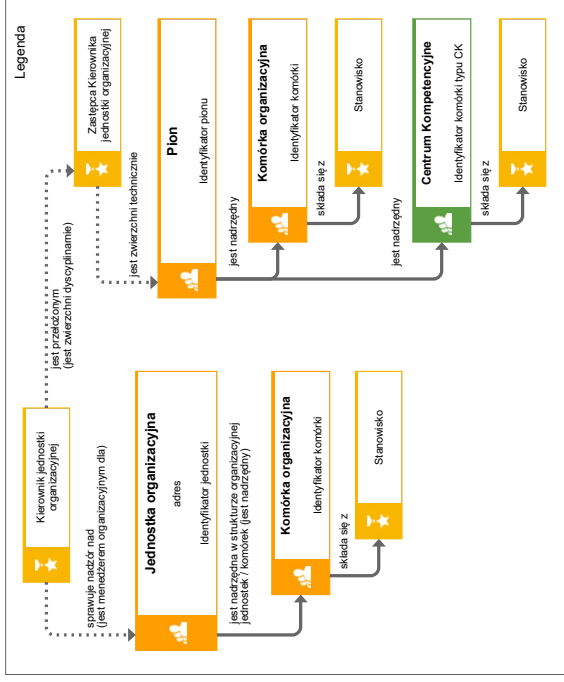 Legenda
Kierownik jednostki
organizacyjnej
jest przełożonym
(jest zwierzchni dyscyplinarnie)
Zastępca Kierownika
jednostki organizacyjnej
sprawuje nadzór nad
(jest menedżerem organizacyjnym dla)
jest zwierzchni technicznie
Jednostka organizacyjna
adres
Identyfikator jednostki
Pion
Identyfikator pionu
jest nadrzędna w strukturze organizacyjnej
jednostek / komórek (jest nadrzędny)
Komórka organizacyjna
Identyfikator komórki
składa się z
Stanowisko
jest nadrzędny
Komórka organizacyjna
Identyfikator komórki
składa się z
Stanowisko
jest nadrzędny
Centrum Kompetencyjne
Identyfikator komórki typu CK
składa się z
Stanowisko